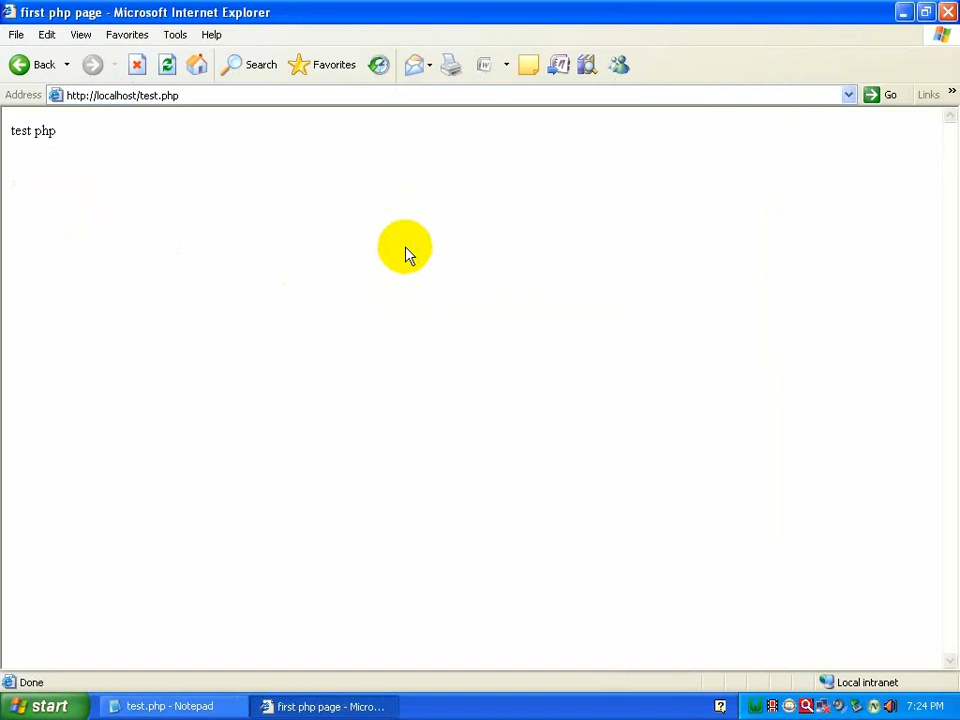 first php page - Microsoft Internet Explorer
File Edit View Favorites Tools Help
Back Search Favorites
Address http://localhost/test.php Go Links »
test php
Done Local intranet
start test.php - Notepad first php page - Micro... 7:24 PM